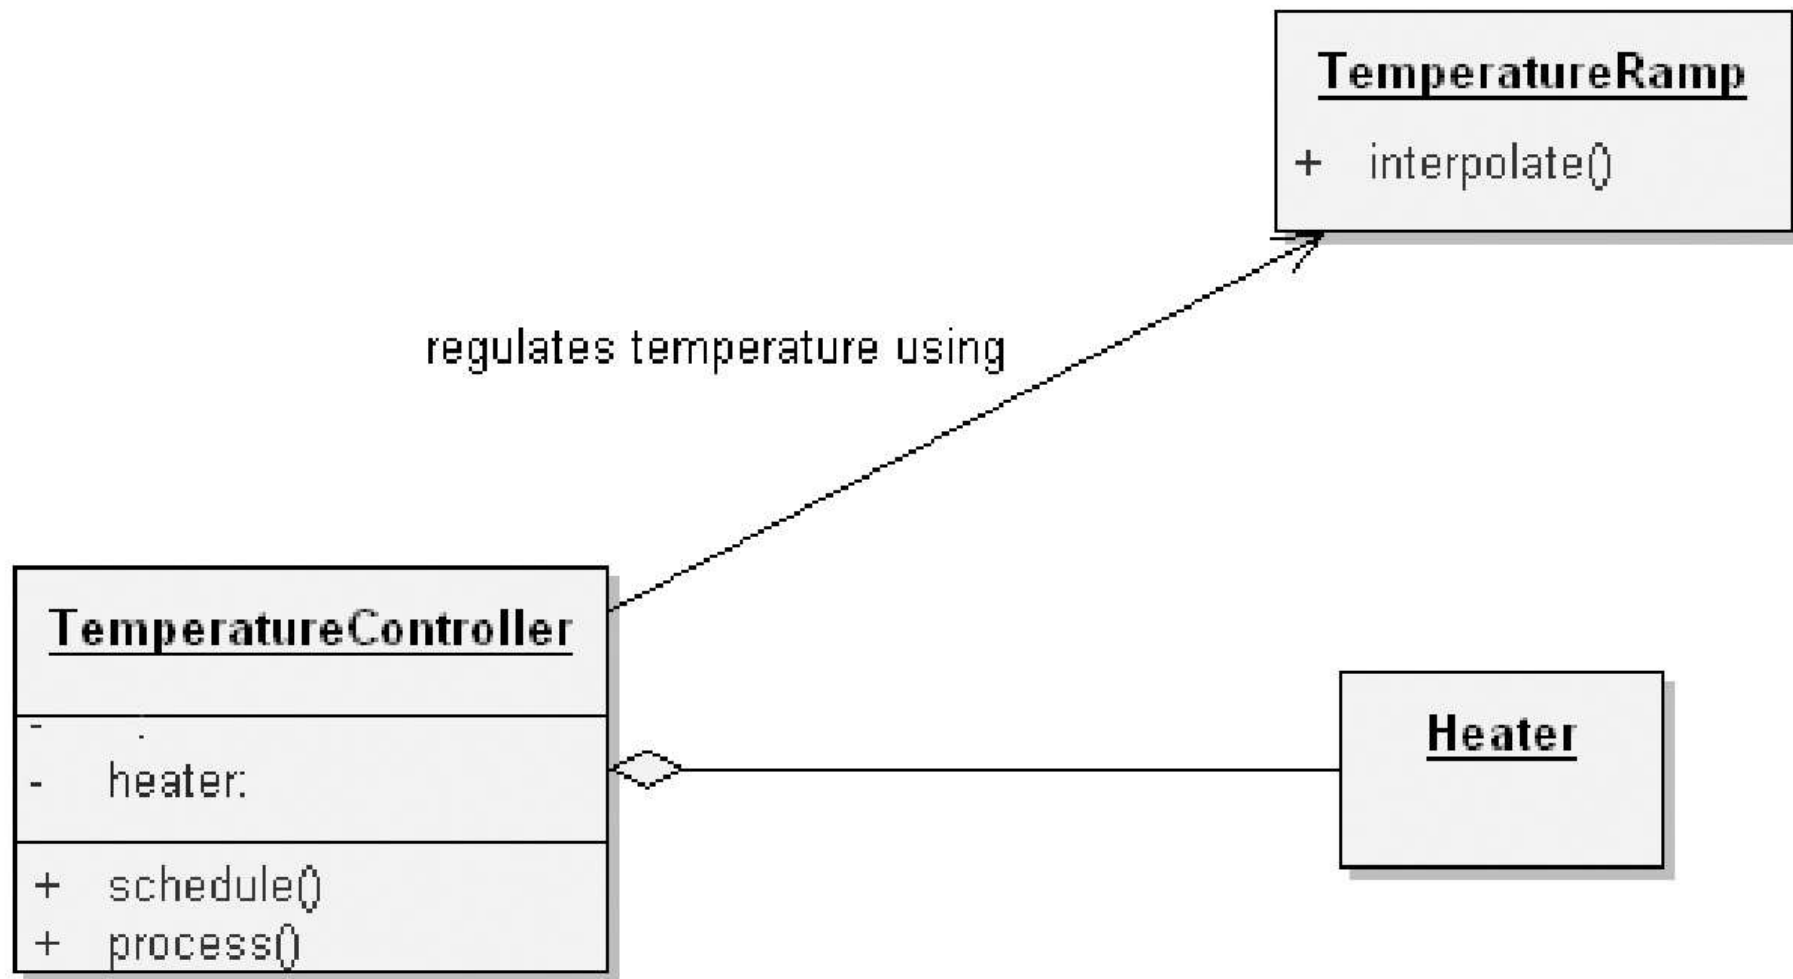 TemperatureRamp
+ interpolate()
regulates temperature using
TemperatureController
- :
- heater:
+ schedule()
+ process()
Heater